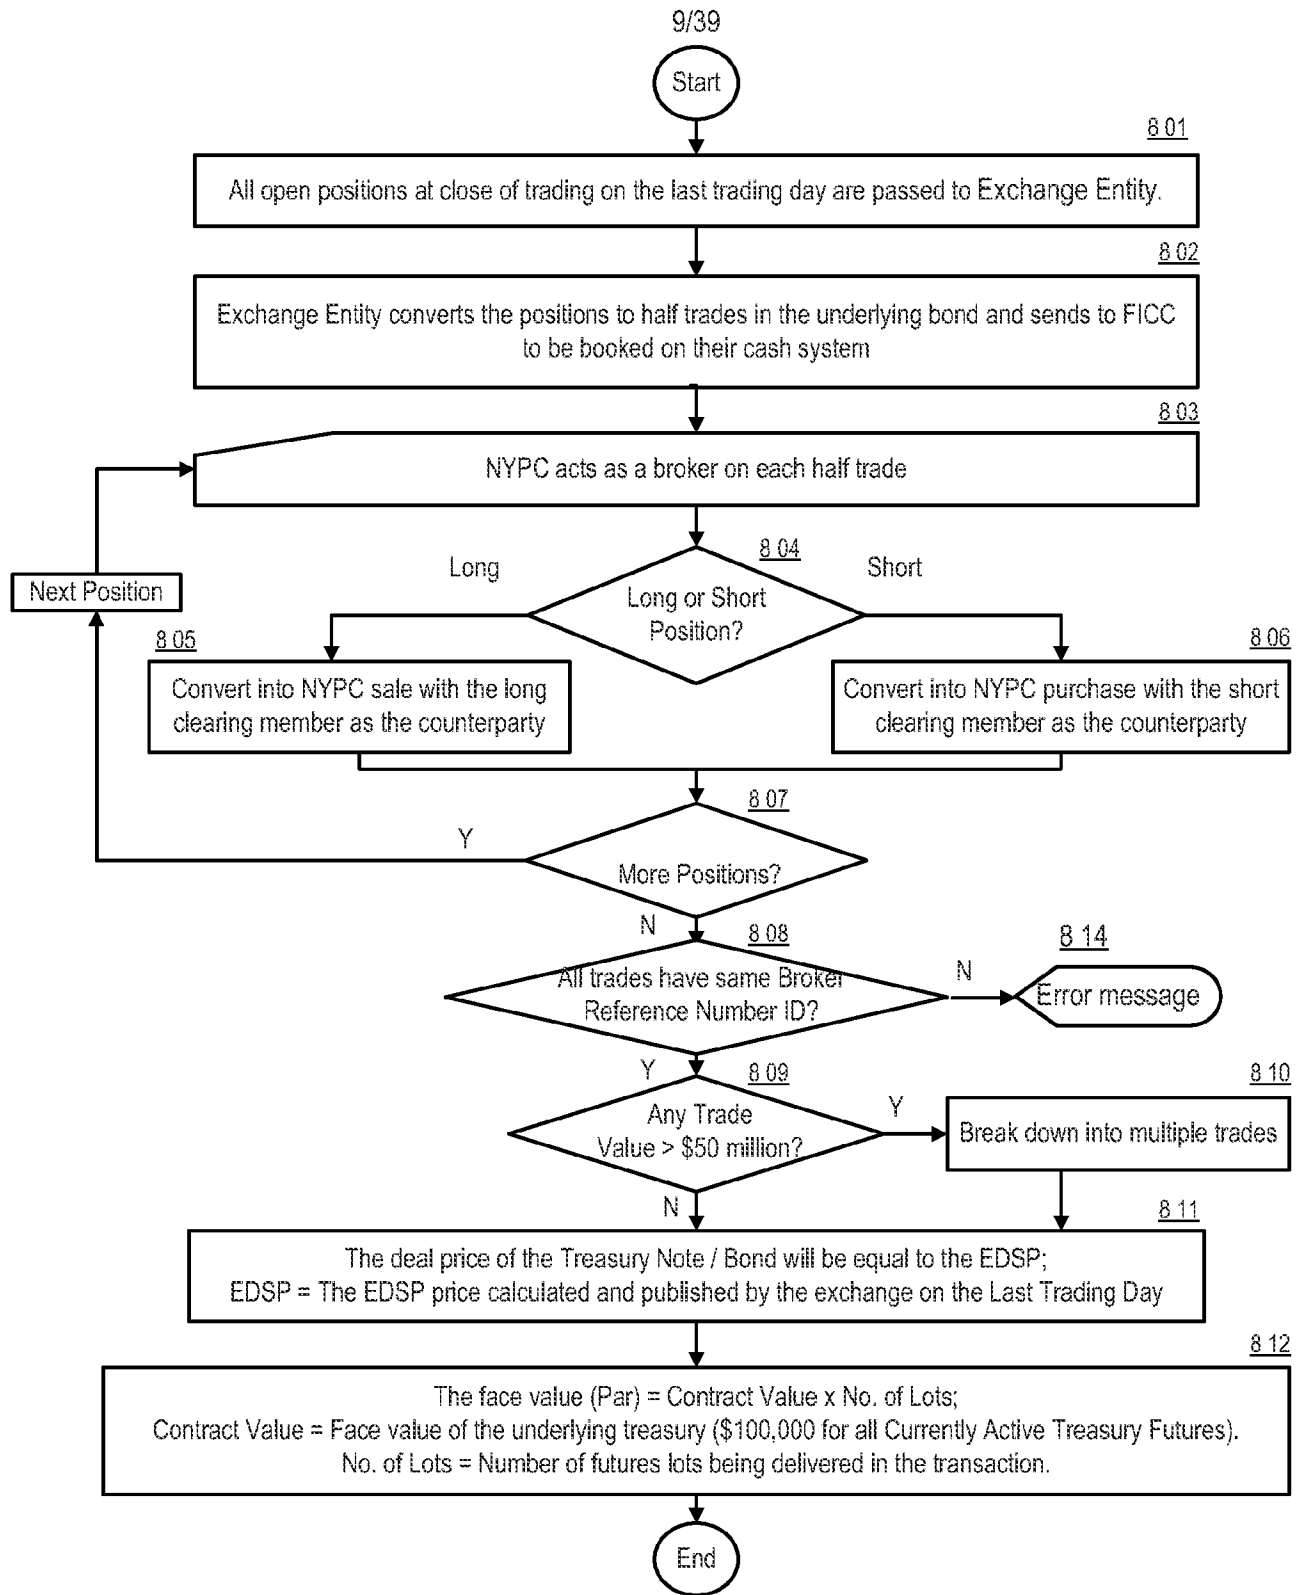 9/39
Start
8 01
All open positions at close of trading on the last trading day are passed to Exchange Entity.
8 02
Exchange Entity converts the positions to half trades in the underlying bond and sends to FICC
to be booked on their cash system
8 03
NYPC acts as a broker on each half trade
8 04
Long
Short
Long or Short
Position?
Next Position
8 05
Convert into NYPC sale with the long
clearing member as the counterparty
8 06
Convert into NYPC purchase with the short
clearing member as the counterparty
8 07
Y
More Positions?
N
8 08
All trades have same Broker
Reference Number ID?
N
8 14
Error message
Y
8 09
Any Trade
Value > $50 million?
Y
8 10
Break down into multiple trades
N
8 11
The deal price of the Treasury Note / Bond will be equal to the EDSP;
EDSP = The EDSP price calculated and published by the exchange on the Last Trading Day
8 12
The face value (Par) = Contract Value x No. of Lots;
Contract Value = Face value of the underlying treasury ($100,000 for all Currently Active Treasury Futures).
No. of Lots = Number of futures lots being delivered in the transaction.
End